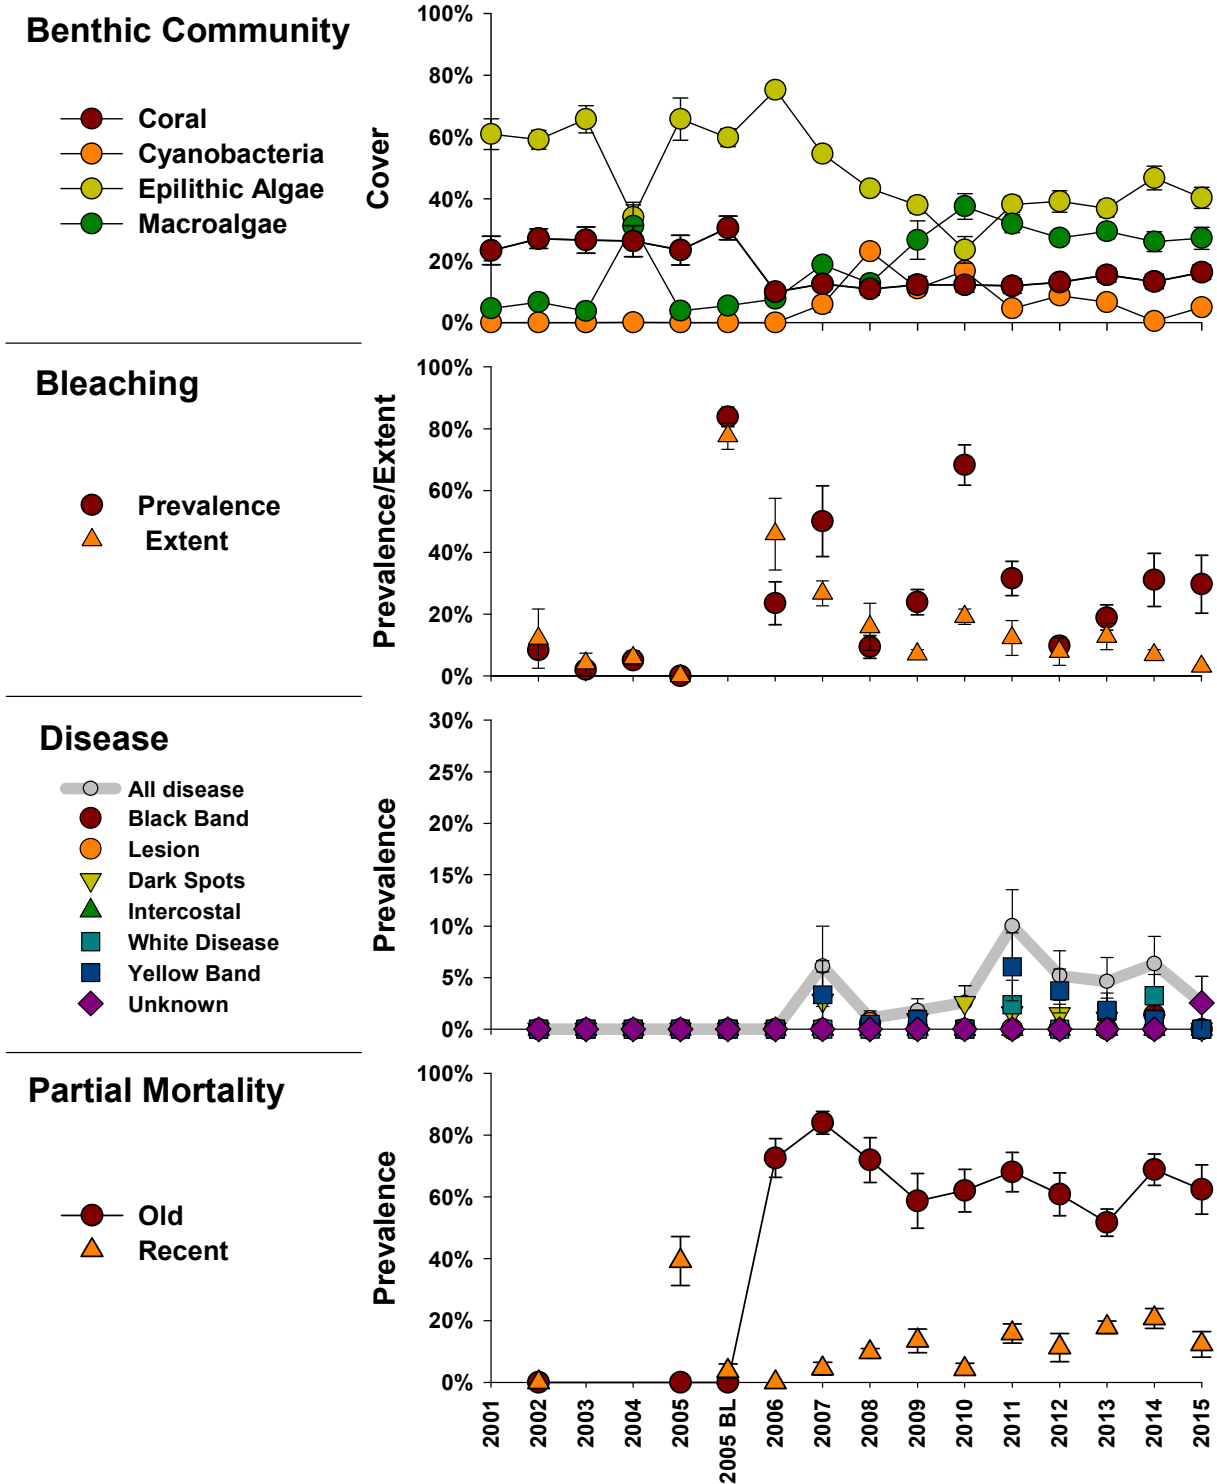 Benthic Community
Coral
Cyanobacteria
Epilithic Algae
Macroalgae
Cover
100%
80%
60%
40%
20%
0%
Bleaching
Prevalence
Extent
Prevalence/Extent
100%
80%
60%
40%
20%
0%
Disease
All disease
Black Band
Lesion
Dark Spots
Intercostal
White Disease
Yellow Band
Unknown
Prevalence
30%
25%
20%
15%
10%
5%
0%
Partial Mortality
Old
Recent
Prevalence
100%
80%
60%
40%
20%
0%
2001
2002
2003
2004
2005
2005 BL
2006
2007
2008
2009
2010
2011
2012
2013
2014
2015